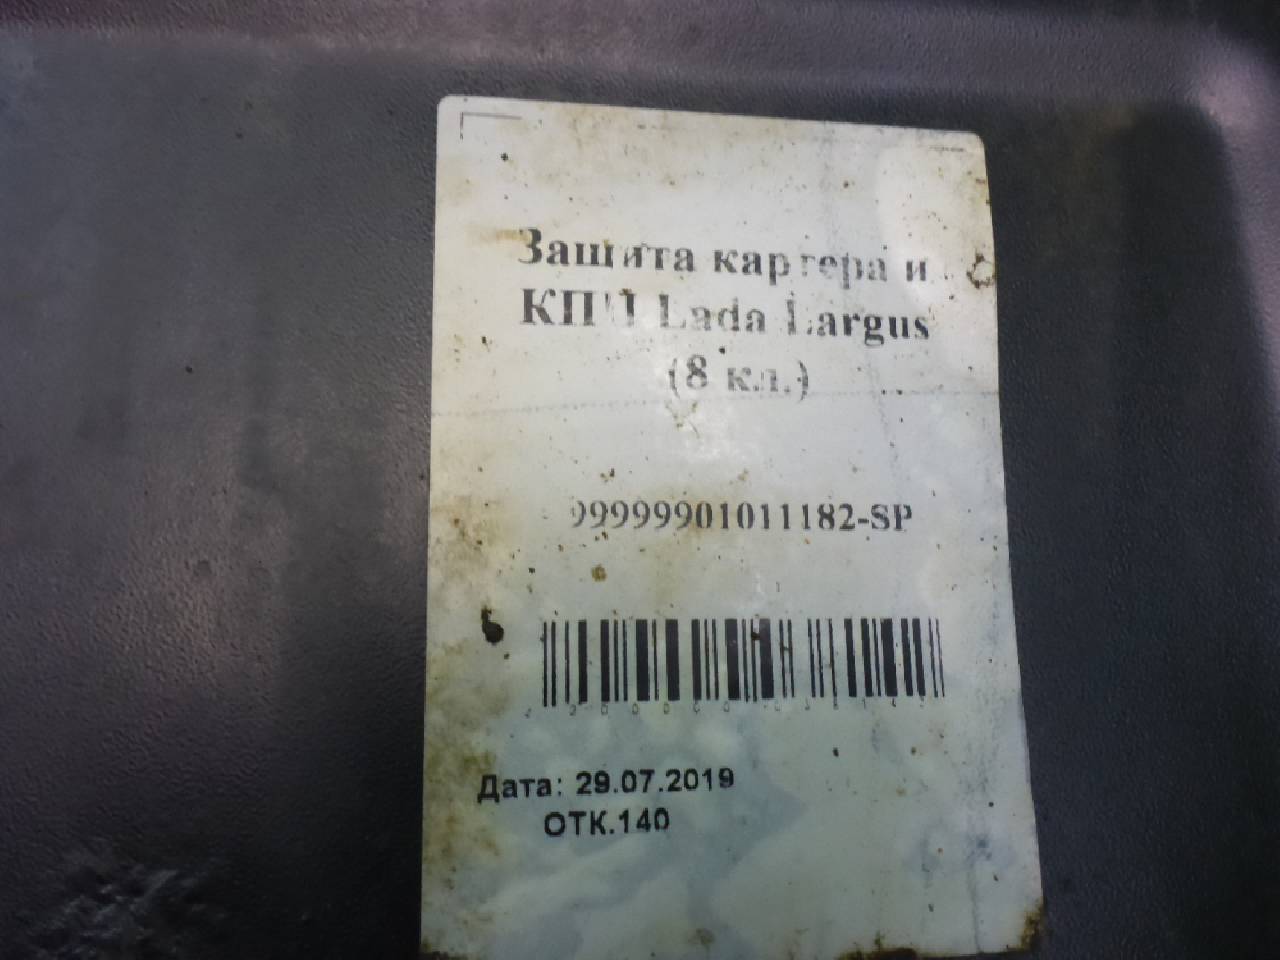 Защита картера и
КПП Lada Largus
(8 кл.)
99999901011182-SP
Дата: 29.07.2019
ОТК.140